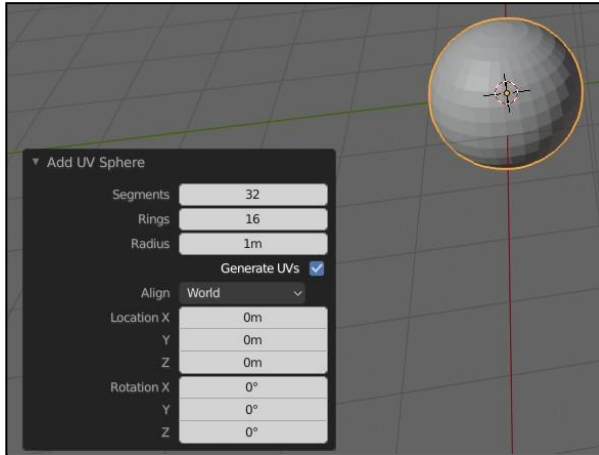 Add UV Sphere
Segments 32
Rings 16
Radius 1m
Generate UVs
Align World
Location X 0m
Y 0m
Z 0m
Rotation X 0°
Y 0°
Z 0°